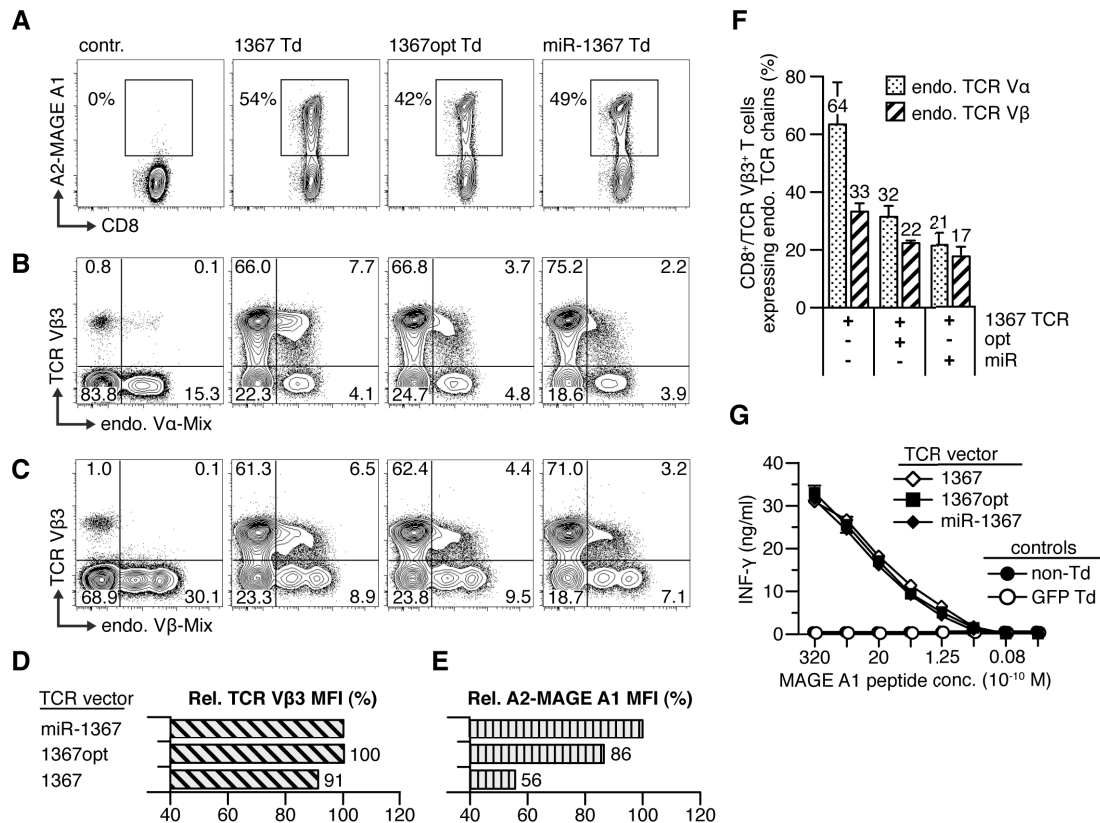 A
contr.
1367 Td
1367opt Td
miR-1367 Td
0%
54%
42%
49%
A2-MAGE A1
CD8
B
0.8 0.1
66.0 7.7
66.8 3.7
75.2 2.2
83.8 15.3
22.3 4.1
24.7 4.8
18.6 3.9
TCR Vβ3
endo. Vα-Mix
C
1.0 0.1
61.3 6.5
62.4 4.4
71.0 3.2
68.9 30.1
23.3 8.9
23.8 9.5
18.7 7.1
TCR Vβ3
endo. Vβ-Mix
D
TCR vector
Rel. TCR Vβ3 MFI (%)
miR-1367
1367opt
1367
100
91
40 60 80 100 120
E
Rel. A2-MAGE A1 MFI (%)
86
56
40 60 80 100 120
F
CD8⁺/TCR Vβ3⁺ T cells
expressing endo. TCR chains (%)
80
60
40
20
0
endo. TCR Vα
endo. TCR Vβ
64
33
32
22
21
17
+ + + 1367 TCR
- + - opt
- - + miR
G
INF-γ (ng/ml)
40
30
20
10
0
TCR vector
1367
1367opt
miR-1367
controls
non-Td
GFP Td
320 20 1.25 0.08
MAGE A1 peptide conc. (10⁻¹⁰ M)